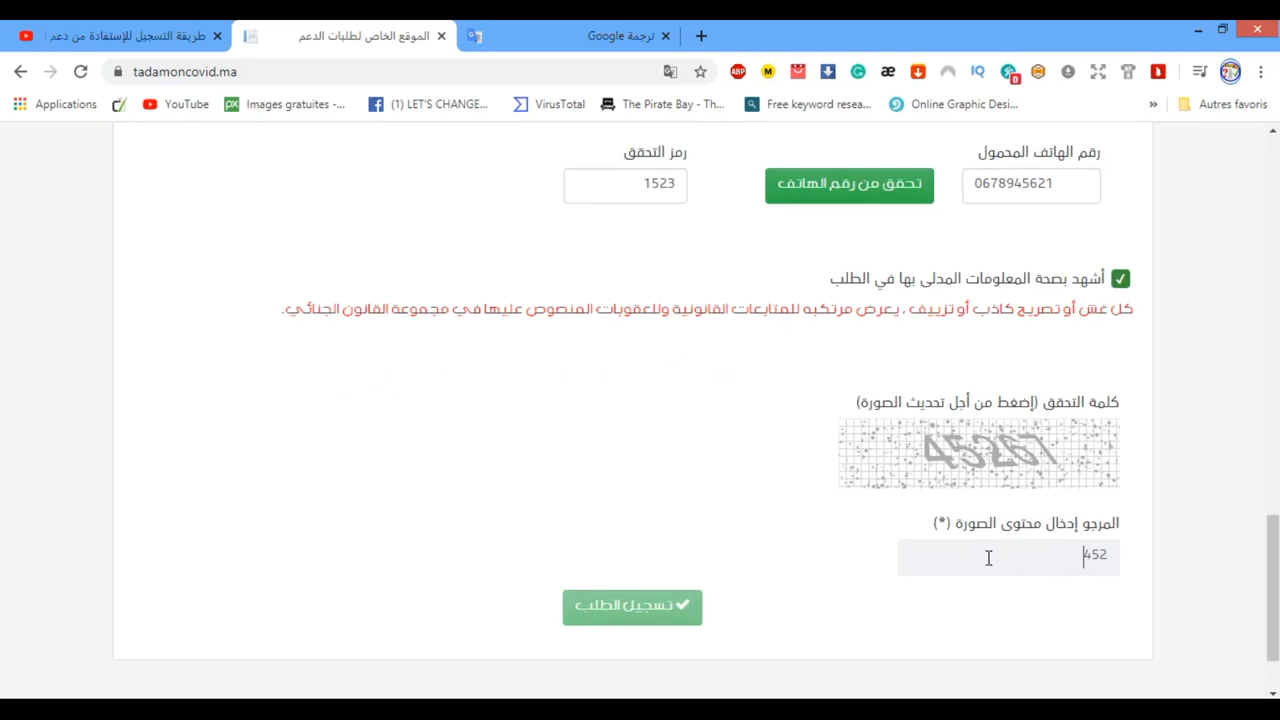 طريقة التسجيل للإستفادة من دعم ا
الموقع الخاص لطلبات الدعم
ترجمة Google
tadamoncovid.ma
ABP
M
æ
IQ
0
Applications
YouTube
Images gratuites -...
(1) LET'S CHANGE...
VirusTotal
The Pirate Bay - Th...
Free keyword resea...
Online Graphic Desi...
»
Autres favoris
رقم الهاتف المحمول
رمز التحقق
0678945621
تحقق من رقم الهاتف
1523
أشهد بصحة المعلومات المدلى بها في الطلب
كل غش أو تصريح كاذب أو تزييف ، يعرض مرتكبه للمتابعات القانونية وللعقوبات المنصوص عليها في مجموعة القانون الجنائي.
كلمة التحقق (إضغط من أجل تحديث الصورة)
45267
المرجو إدخال محتوى الصورة (*)
452
تسجيل الطلب